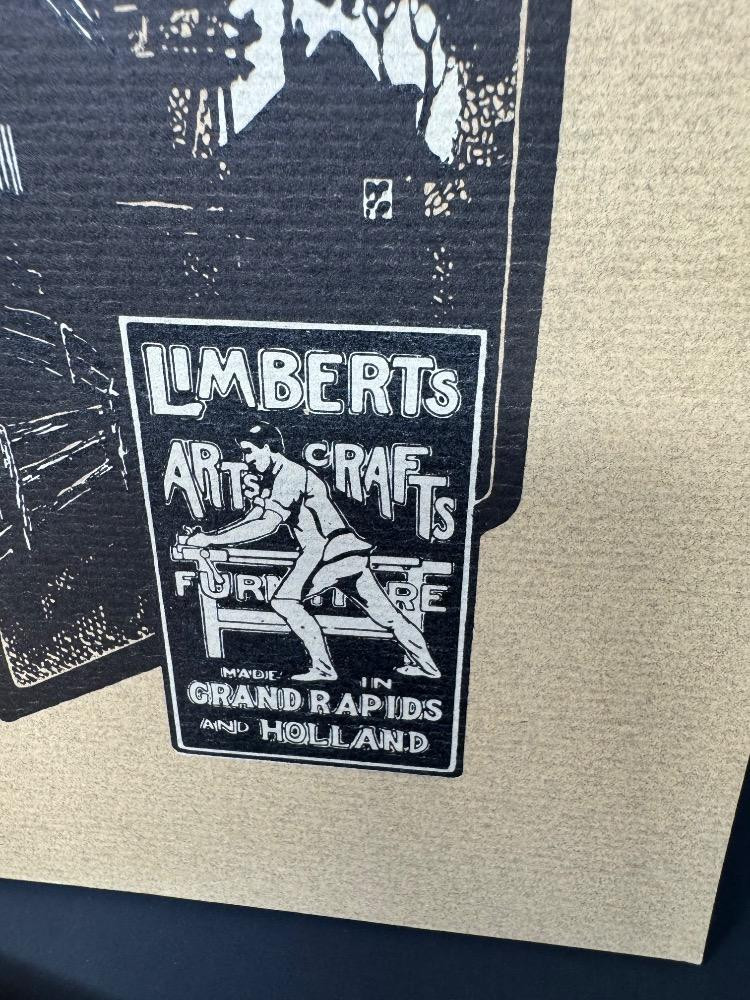 LIMBERTS
ARTS CRAFTS
FURNITURE
MADE IN
GRAND RAPIDS
AND HOLLAND